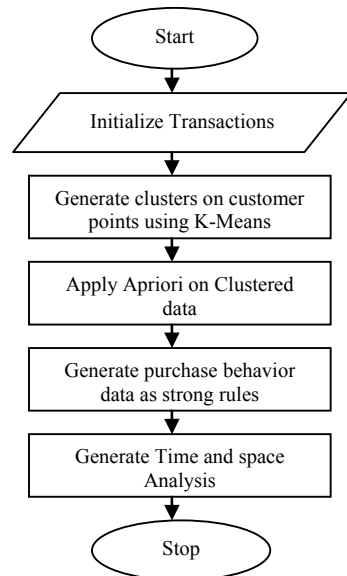 Start
Initialize Transactions
Generate clusters on customer
points using K-Means
Apply Apriori on Clustered
data
Generate purchase behavior
data as strong rules
Generate Time and space
Analysis
Stop